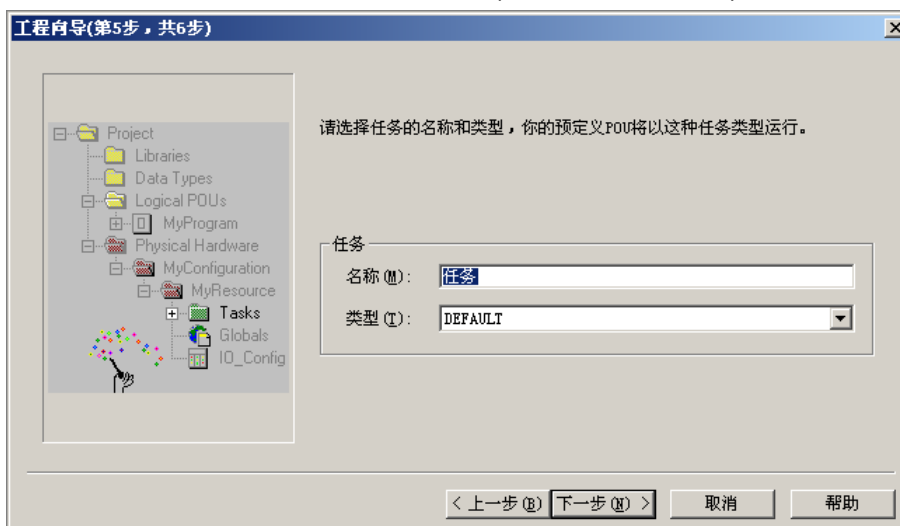 工程向导(第5步，共6步)
Project
Libraries
Data Types
Logical POUs
MyProgram
Physical Hardware
MyConfiguration
MyResource
Tasks
Globals
IO_Config
请选择任务的名称和类型，你的预定义POU将以这种任务类型运行。
任务
名称(M)： 任务
类型(T)： DEFAULT
< 上一步(B) 下一步(N) > 取消 帮助